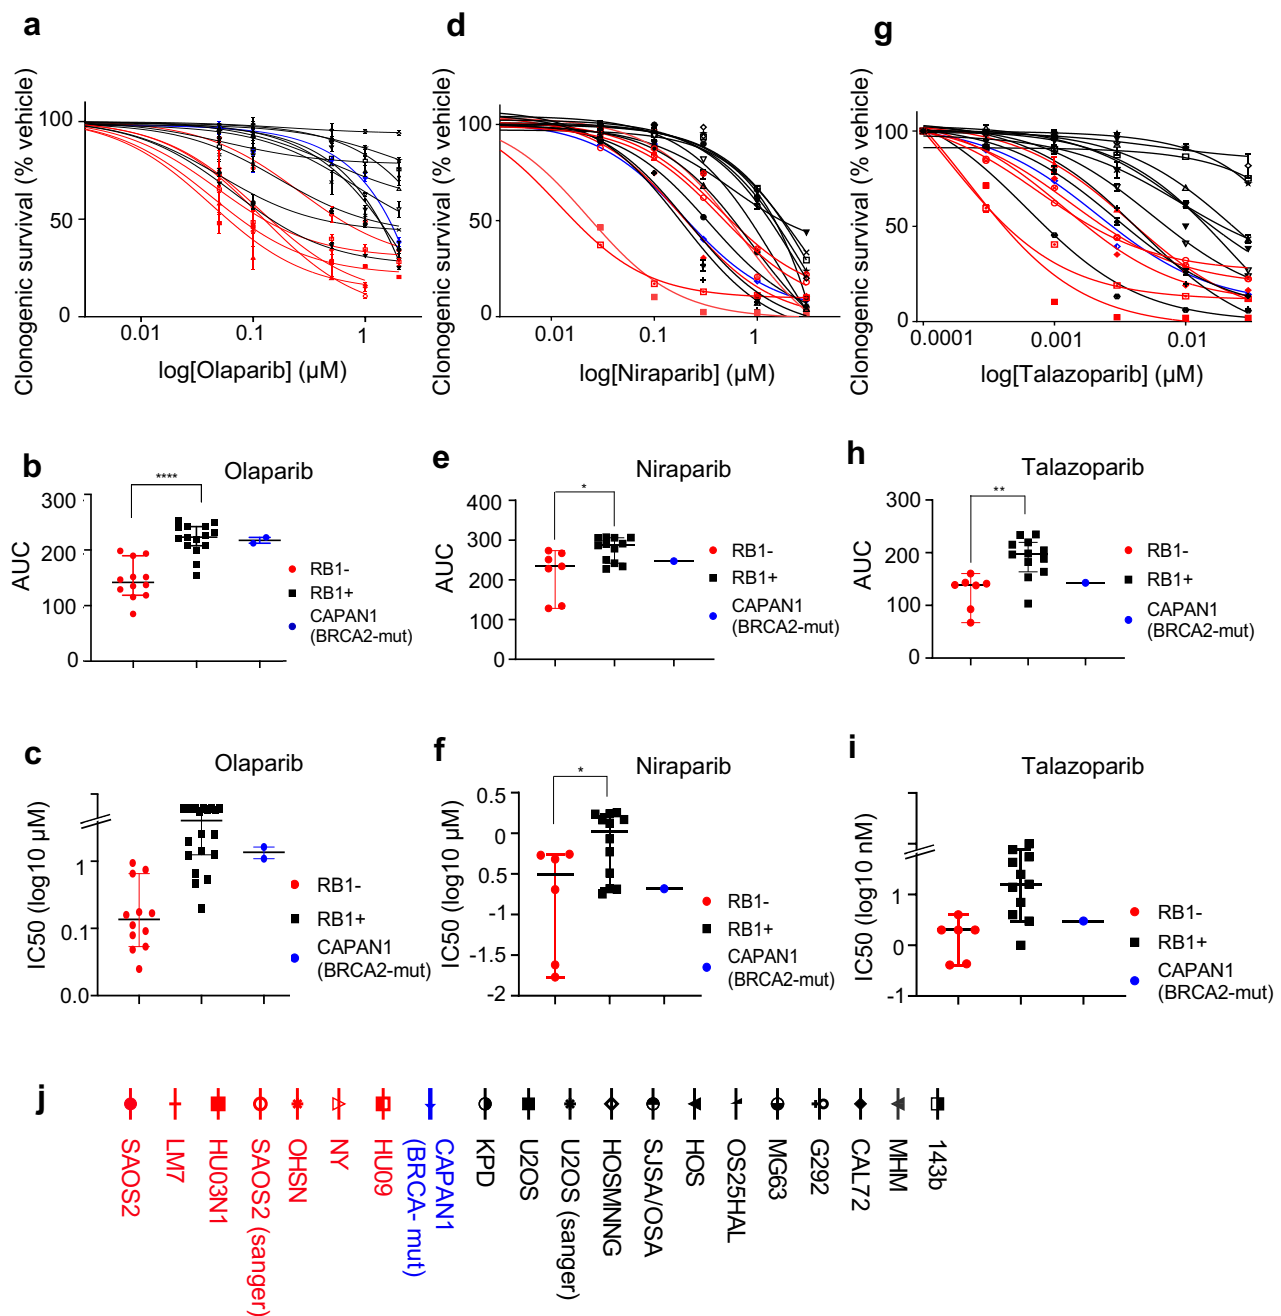 a
Clonogenic survival (% vehicle)
100
50
0
0.01
0.1
1
log[Olaparib] (µM)
d
Clonogenic survival (% vehicle)
100
50
0
0.01
0.1
1
log[Niraparib] (µM)
g
Clonogenic survival (% vehicle)
100
50
0
0.0001
0.001
0.01
log[Talazoparib] (µM)
b
Olaparib
****
AUC
300
200
100
0
RB1-
RB1+
CAPAN1
(BRCA2-mut)
e
Niraparib
*
AUC
400
300
200
100
0
RB1-
RB1+
CAPAN1
(BRCA2-mut)
h
Talazoparib
**
AUC
300
200
100
0
RB1-
RB1+
CAPAN1
(BRCA2-mut)
c
Olaparib
IC50 (log10 µM)
1
0.1
0.0
RB1-
RB1+
CAPAN1
(BRCA2-mut)
f
Niraparib
*
IC50 (log10 µM)
0.5
0
0.5
-1
-1.5
-2
RB1-
RB1+
CAPAN1
(BRCA2-mut)
i
Talazoparib
IC50 (log10 nM)
1
0
-1
RB1-
RB1+
CAPAN1
(BRCA2-mut)
j
SAOS2
LM7
HU03N1
SAOS2 (sanger)
OHSN
NY
HU09
CAPAN1
(BRCA- mut)
KPD
U2OS
U2OS (sanger)
HOSMNNG
SJSA/OSA
HOS
OS25HAL
MG63
G292
CAL72
MHM
143b